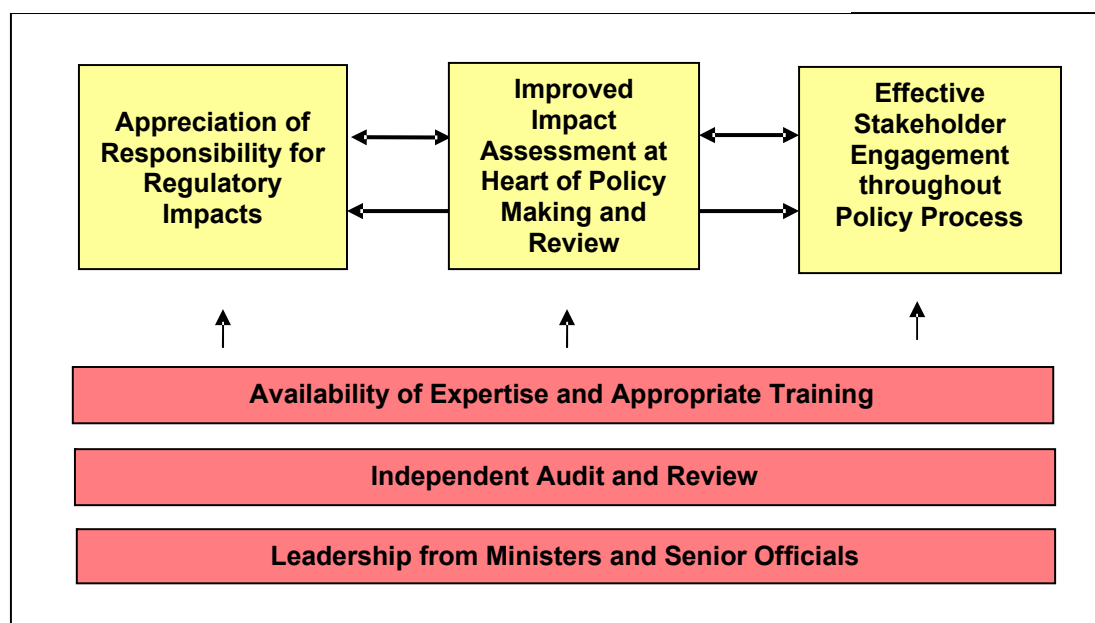 Appreciation of
Responsibility for
Regulatory
Impacts
Improved
Impact
Assessment at
Heart of Policy
Making and
Review
Effective
Stakeholder
Engagement
throughout
Policy Process
Availability of Expertise and Appropriate Training
Independent Audit and Review
Leadership from Ministers and Senior Officials